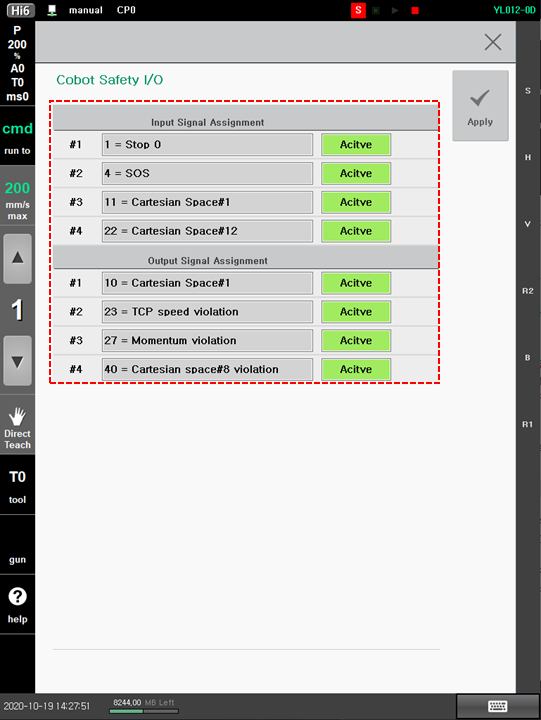 Hi6 manual CP0 S YL012-0D
P
200
%
A0
T0
ms0
cmd
run to
200
mm/s
max
1
Direct
Teach
T0
tool
gun
help
Cobot Safety I/O
Apply
Input Signal Assignment
#1 1 = Stop 0 Acitve
#2 4 = SOS Acitve
#3 11 = Cartesian Space#1 Acitve
#4 22 = Cartesian Space#12 Acitve
Output Signal Assignment
#1 10 = Cartesian Space#1 Acitve
#2 23 = TCP speed violation Acitve
#3 27 = Momentum violation Acitve
#4 40 = Cartesian space#8 violation Acitve
S
H
V
R2
B
R1
2020-10-19 14:27:51 8244,00 MB Left